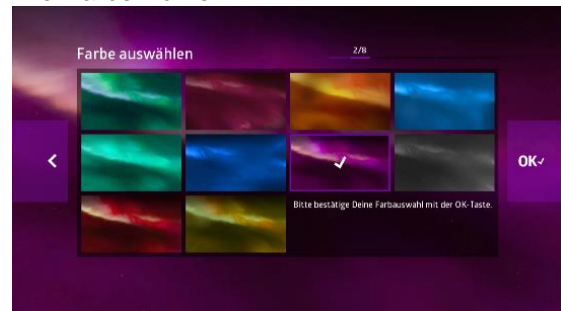 Farbe auswählen
2/8
OK✓
Bitte bestätige Deine Farbauswahl mit der OK-Taste.